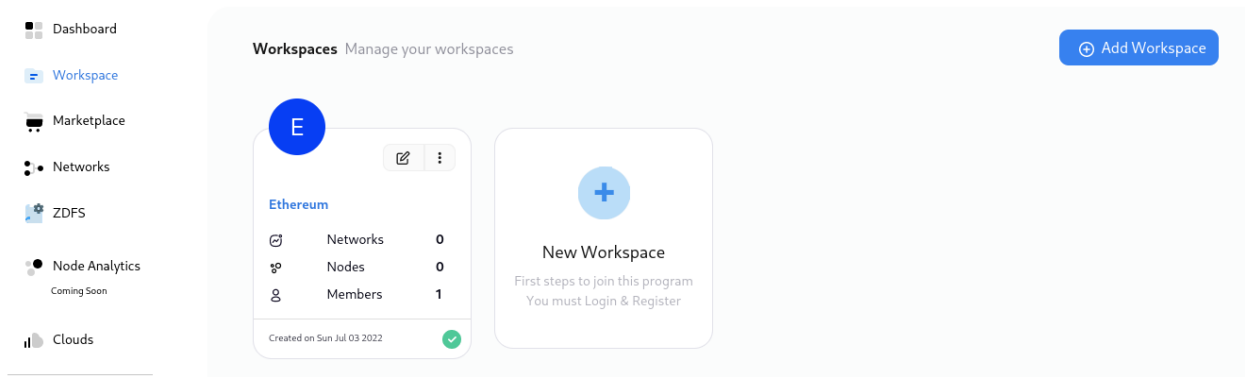 Dashboard
Workspace
Marketplace
Networks
ZDFS
Node Analytics
Coming Soon
Clouds
Workspaces Manage your workspaces
Add Workspace
E
Ethereum
Networks 0
Nodes 0
Members 1
Created on Sun Jul 03 2022
New Workspace
First steps to join this program
You must Login & Register